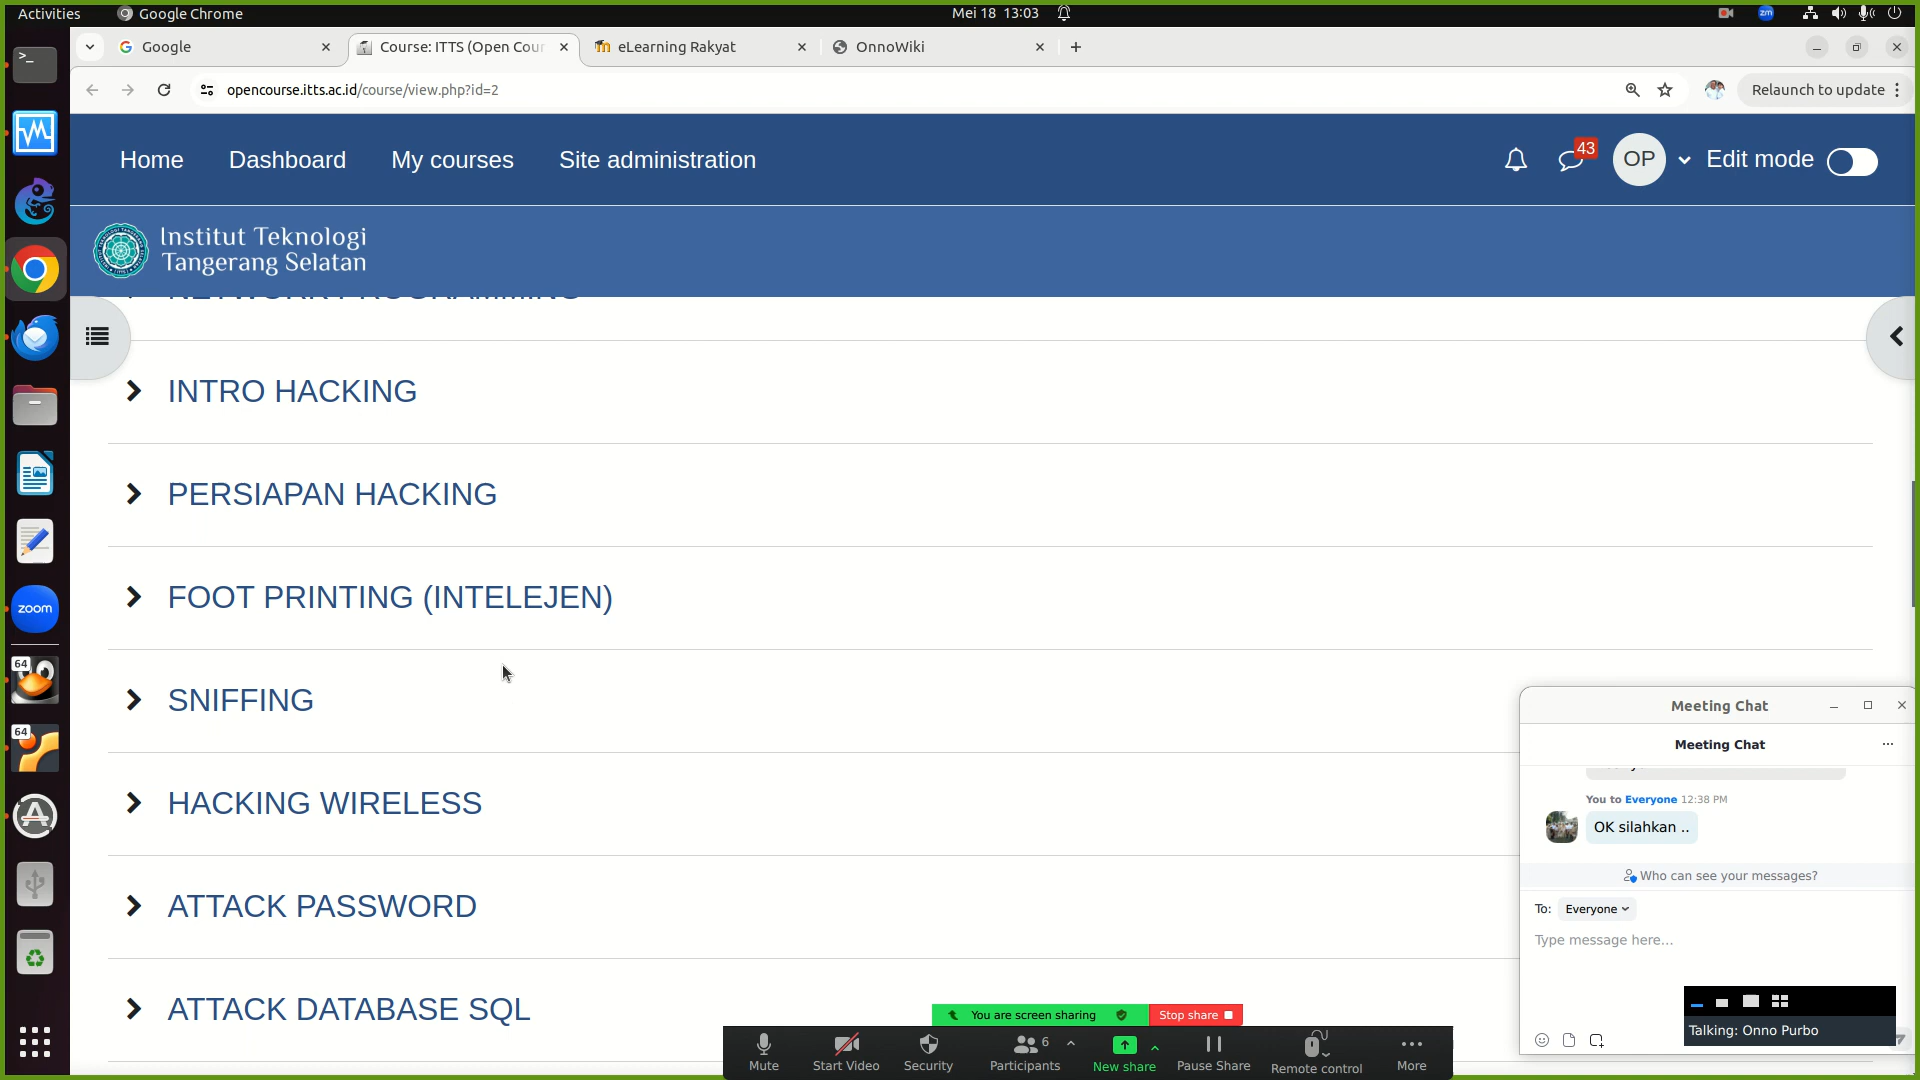 Activities
Google Chrome
Mei 18 13:03
zm
Google
Course: ITTS (Open Cour
eLearning Rakyat
OnnoWiki
opencourse.itts.ac.id/course/view.php?id=2
Relaunch to update
Home
Dashboard
My courses
Site administration
43
OP
Edit mode
Institut Teknologi
Tangerang Selatan
NETWORK PROGRAMMING
INTRO HACKING
PERSIAPAN HACKING
FOOT PRINTING (INTELEJEN)
SNIFFING
HACKING WIRELESS
ATTACK PASSWORD
ATTACK DATABASE SQL
zoom
64
64
Meeting Chat
Meeting Chat
You to Everyone 12:38 PM
OK silahkan ..
Who can see your messages?
To: Everyone
Type message here...
Talking: Onno Purbo
You are screen sharing
Stop share
Mute
Start Video
Security
6
Participants
New share
Pause Share
Remote control
More